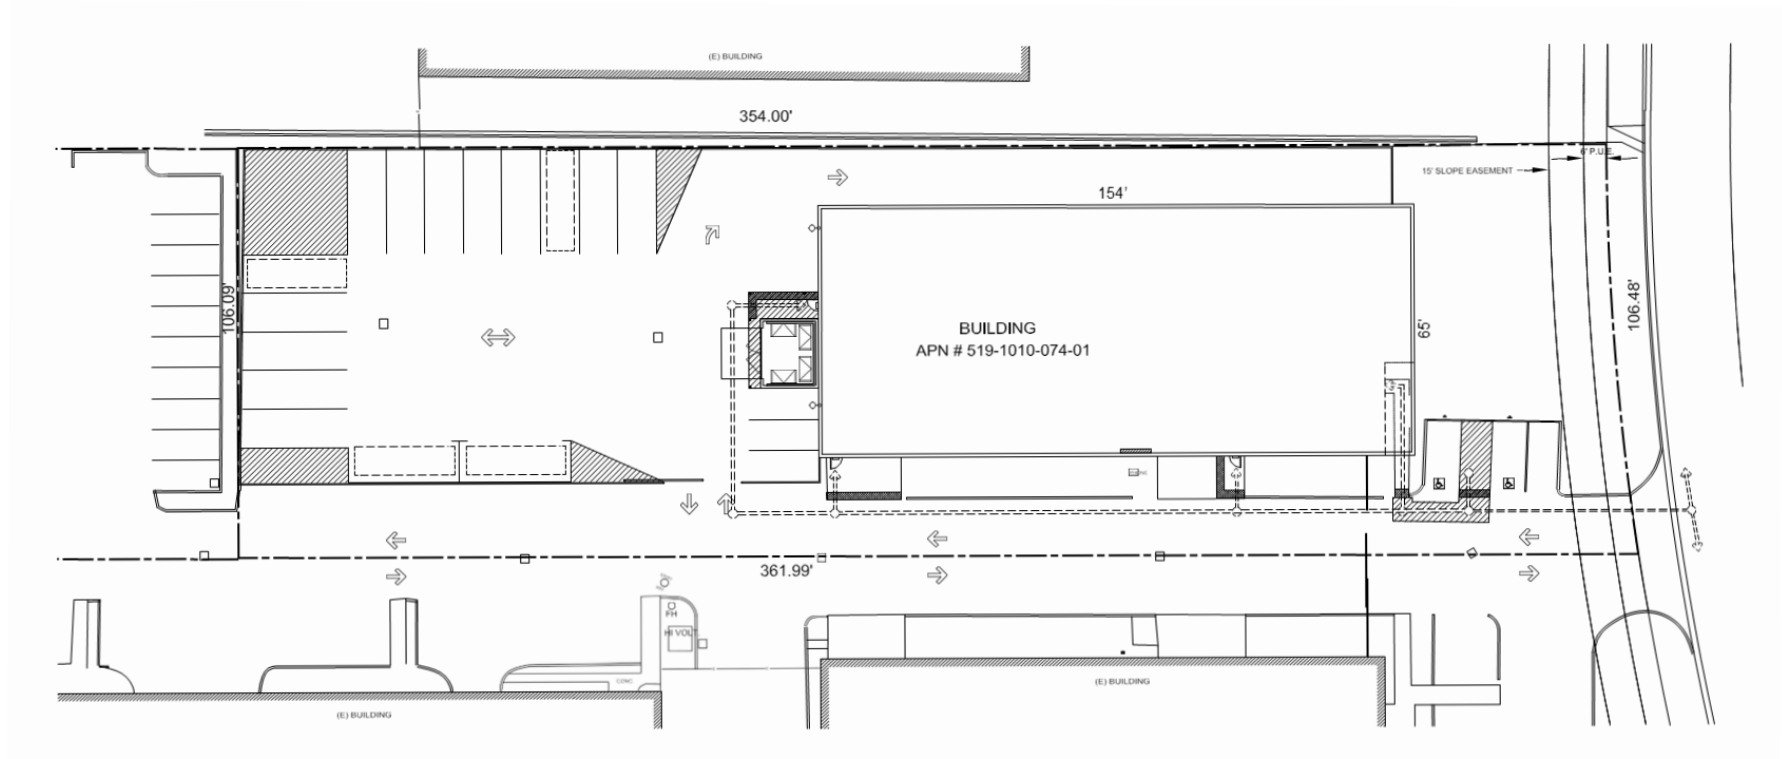 (E) BUILDING
354.00'
6' P.U.E.
15' SLOPE EASEMENT
154'
106.09'
106.48'
BUILDING
65'
APN # 519-1010-074-01
361.99'
FH
HI VOLT
CONC.
(E) BUILDING
(E) BUILDING